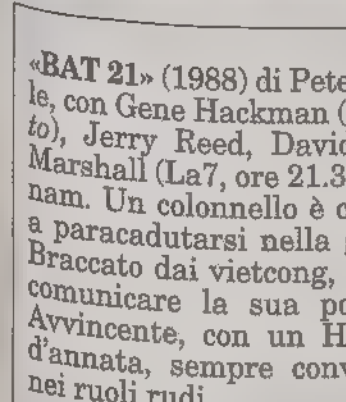 «BAT 21» (1988) di Pete
le, con Gene Hackman (
to), Jerry Reed, David
Marshall (La7, ore 21.3
nam. Un colonnello è c
a paracadutarsi nella
Braccato dai vietcong,
comunicare la sua po
Avvincente, con un H
d'annata, sempre conv
nei ruoli rudi.